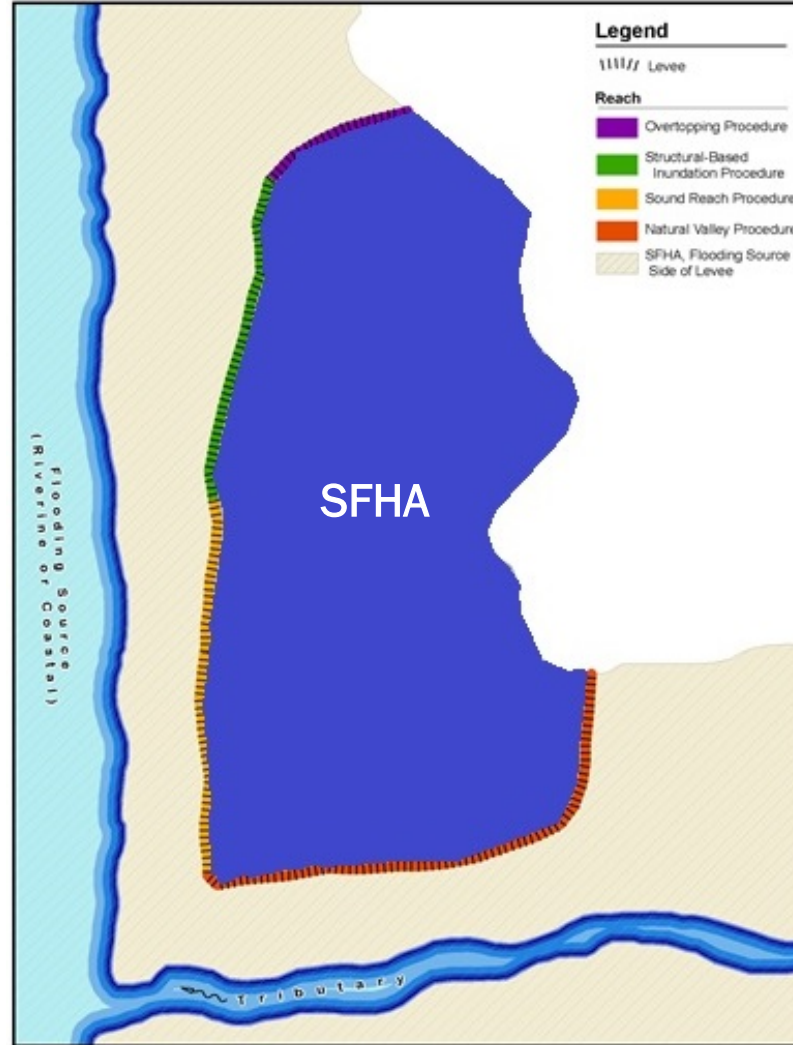 Legend
Levee
Reach
Overtopping Procedure
Structural-Based
Inundation Procedure
Sound Reach Procedure
Natural Valley Procedure
SFHA, Flooding Source
Side of Levee
SFHA
Flooding Source
(Riverine or Coastal)
Tributary